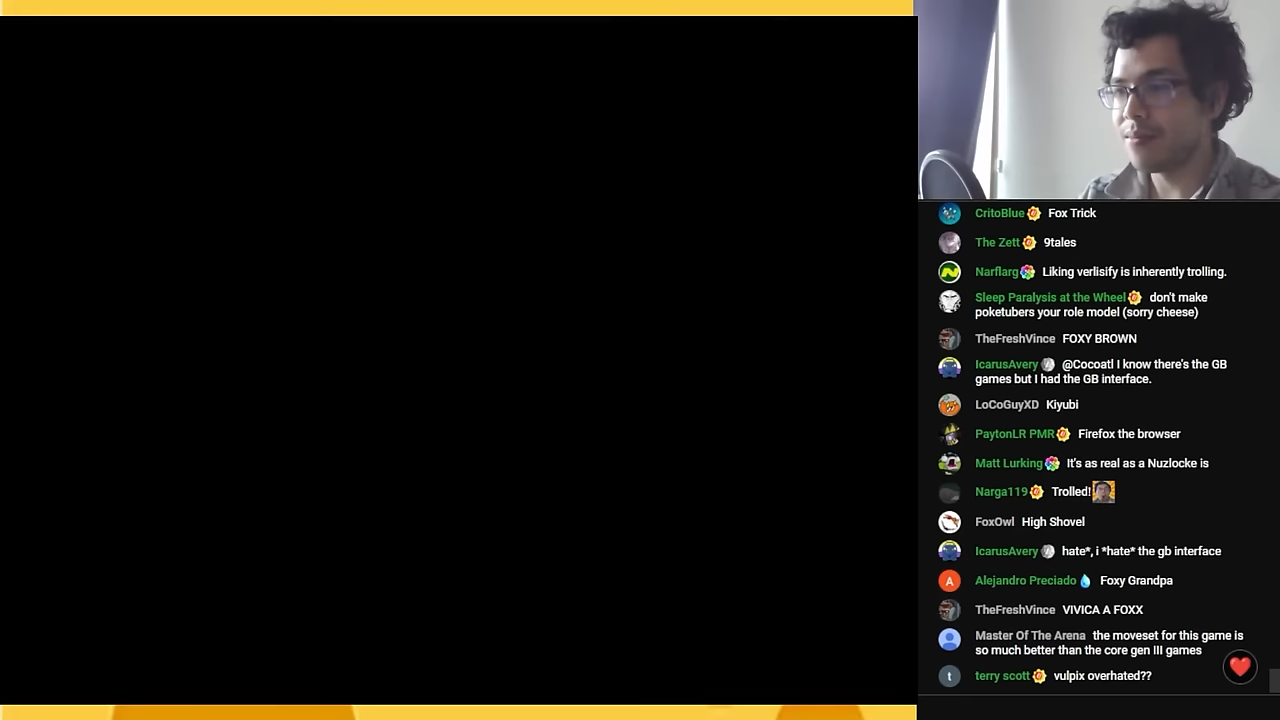 CritoBlue Fox Trick
The Zett 9tales
Narflarg Liking verlisify is inherently trolling.
Sleep Paralysis at the Wheel don't make
poketubers your role model (sorry cheese)
TheFreshVince FOXY BROWN
IcarusAvery @Cocoatl I know there's the GB
games but I had the GB interface.
LoCoGuyXD Kiyubi
PaytonLR PMR Firefox the browser
Matt Lurking It's as real as a Nuzlocke is
Narga119 Trolled!
FoxOwl High Shovel
IcarusAvery hate*, i *hate* the gb interface
A Alejandro Preciado Foxy Grandpa
TheFreshVince VIVICA A FOXX
Master Of The Arena the moveset for this game is
so much better than the core gen III games
t terry scott vulpix overhated??